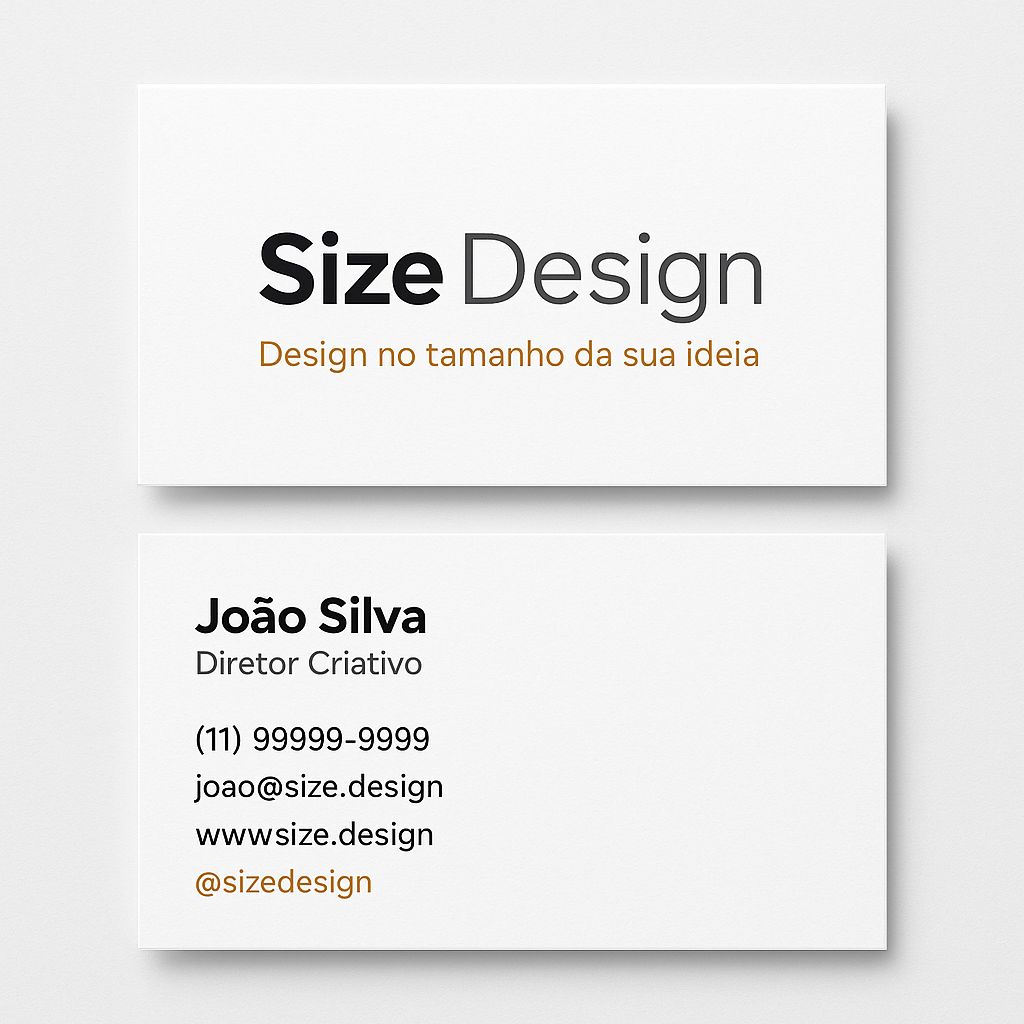 Size Design
Design no tamanho da sua ideia
João Silva
Diretor Criativo
(11) 99999-9999
joao@size.design
wwwsize.design
@sizedesign